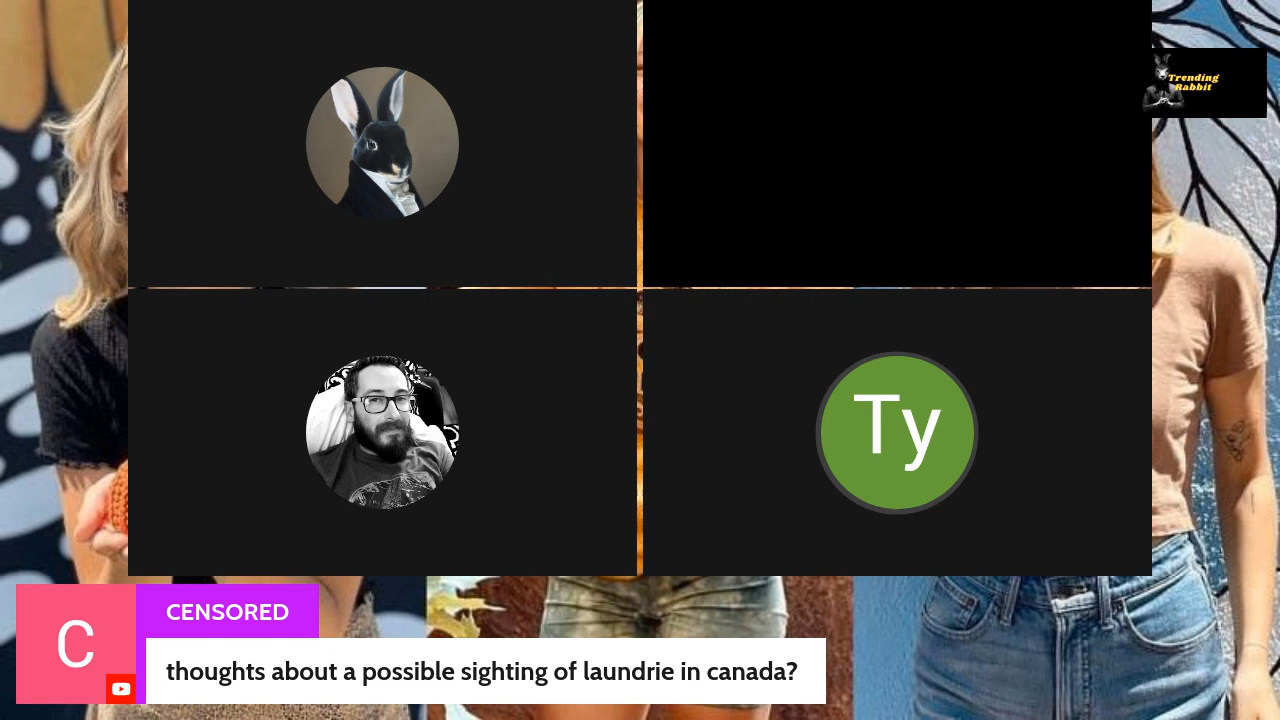 Trending
Rabbit
Ty
C
CENSORED
thoughts about a possible sighting of laundrie in canada?